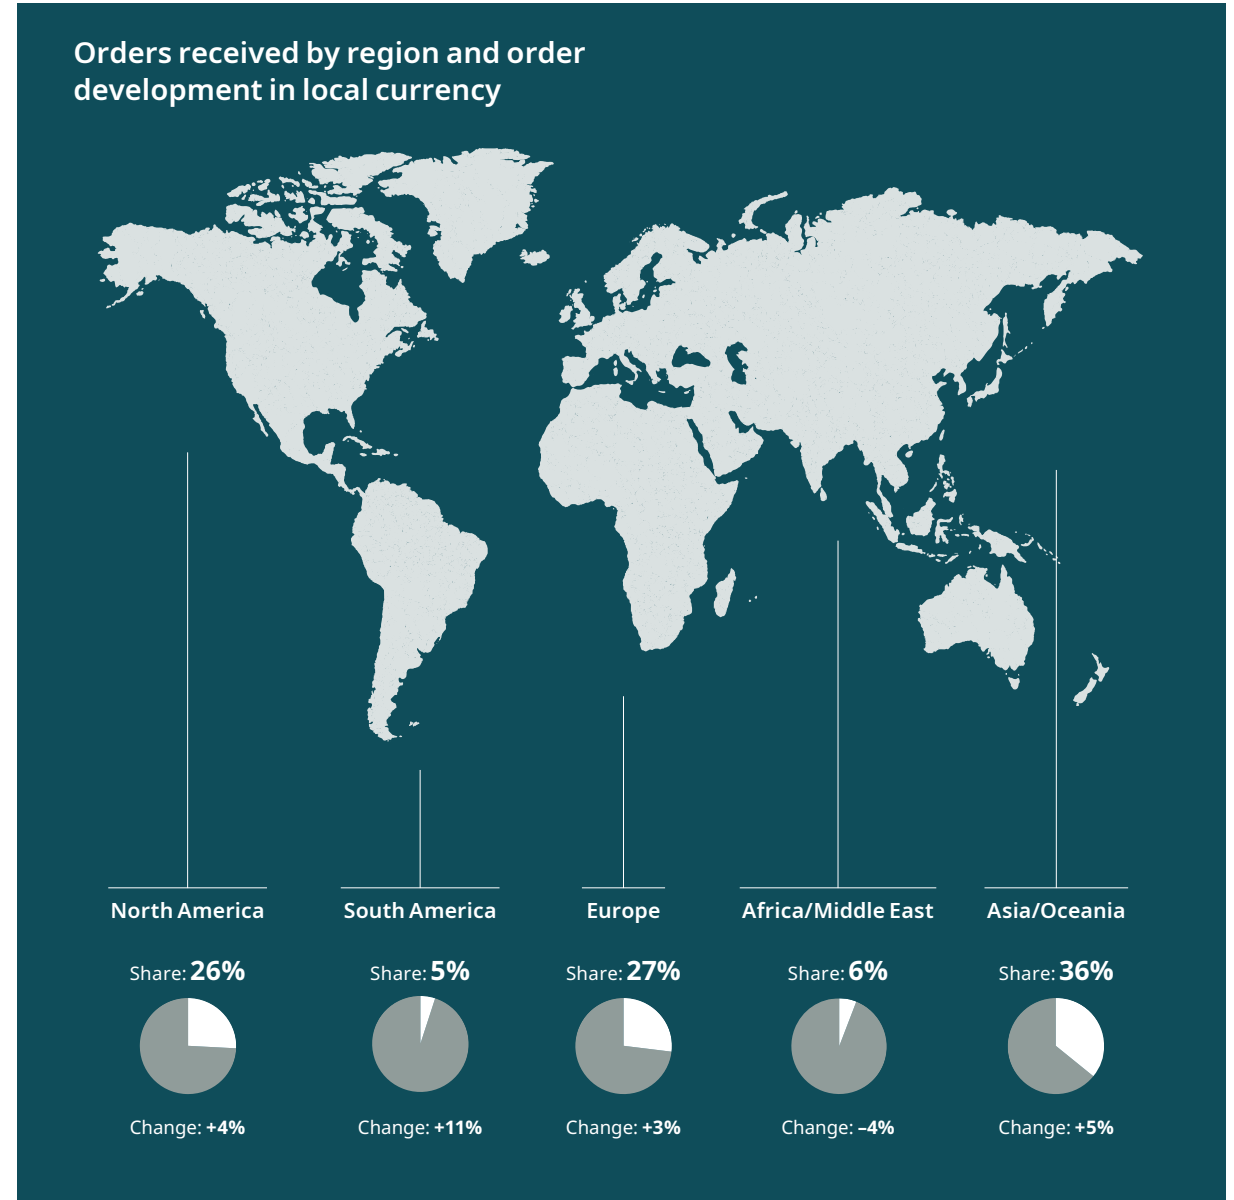 Orders received by region and order
development in local currency
North America
South America
Europe
Africa/Middle East
Asia/Oceania
Share: 26%
Share: 5%
Share: 27%
Share: 6%
Share: 36%
Change: +4%
Change: +11%
Change: +3%
Change: –4%
Change: +5%